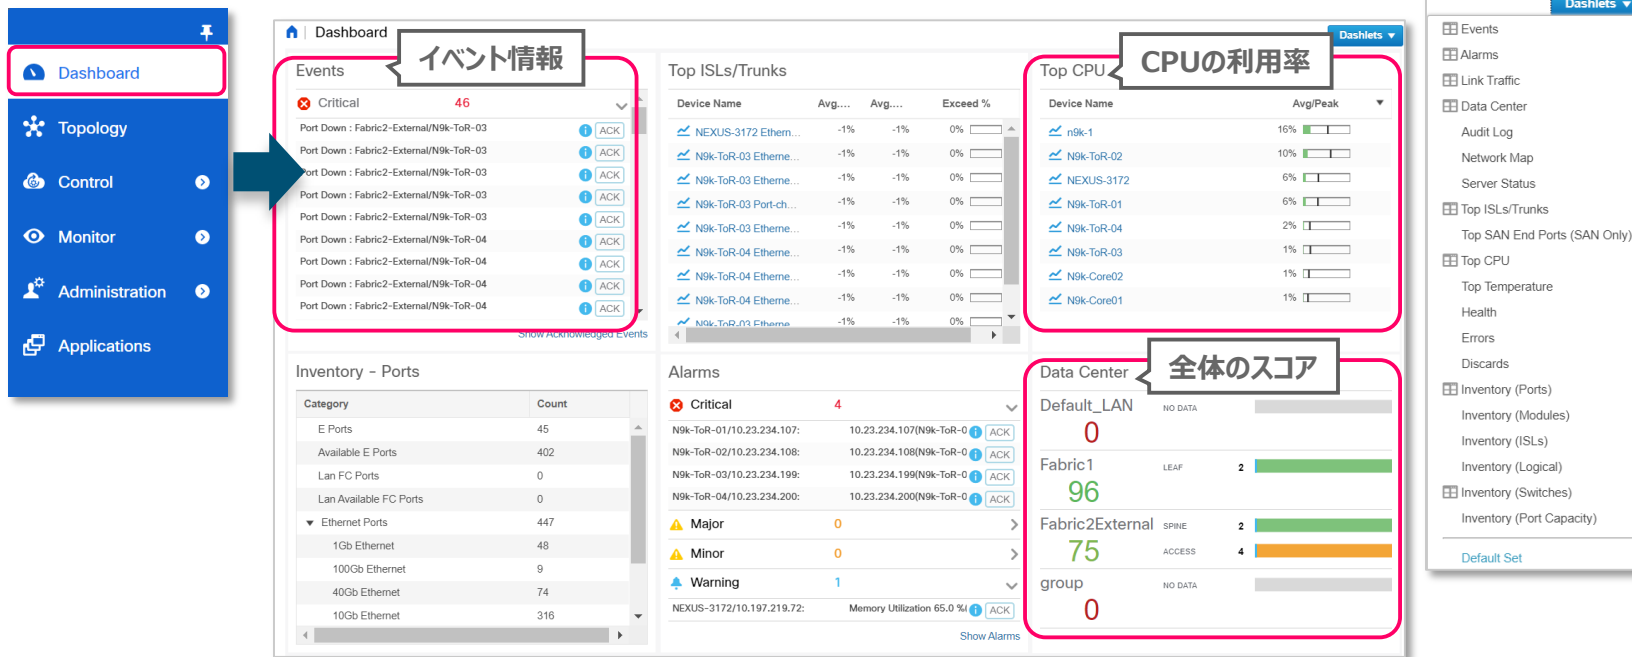 Dashboard
Topology
Control
Monitor
Administration
Applications
Dashboard
Dashlets
イベント情報
CPUの利用率
全体のスコア
Events
Critical 46
Port Down : Fabric2-External/N9k-ToR-03 ACK
Port Down : Fabric2-External/N9k-ToR-03 ACK
Port Down : Fabric2-External/N9k-ToR-03 ACK
Port Down : Fabric2-External/N9k-ToR-03 ACK
Port Down : Fabric2-External/N9k-ToR-03 ACK
Port Down : Fabric2-External/N9k-ToR-04 ACK
Port Down : Fabric2-External/N9k-ToR-04 ACK
Port Down : Fabric2-External/N9k-ToR-04 ACK
Port Down : Fabric2-External/N9k-ToR-04 ACK
Show Acknowledged Events
Top ISLs/Trunks
Device Name Avg.... Avg.... Exceed %
NEXUS-3172 Ethern... -1% -1% 0%
N9k-ToR-03 Etherne... -1% -1% 0%
N9k-ToR-03 Etherne... -1% -1% 0%
N9k-ToR-03 Port-ch... -1% -1% 0%
N9k-ToR-03 Etherne... -1% -1% 0%
N9k-ToR-04 Etherne... -1% -1% 0%
N9k-ToR-04 Etherne... -1% -1% 0%
N9k-ToR-04 Etherne... -1% -1% 0%
N9k-ToR-03 Etherne -1% -1% 0%
Top CPU
Device Name Avg/Peak
n9k-1 16%
N9k-ToR-02 10%
NEXUS-3172 6%
N9k-ToR-01 6%
N9k-ToR-04 2%
N9k-ToR-03 1%
N9k-Core02 1%
N9k-Core01 1%
Inventory - Ports
Category Count
E Ports 45
Available E Ports 402
Lan FC Ports 0
Lan Available FC Ports 0
Ethernet Ports 447
1Gb Ethernet 48
100Gb Ethernet 9
40Gb Ethernet 74
10Gb Ethernet 316
Alarms
Critical 4
N9k-ToR-01/10.23.234.107: 10.23.234.107(N9k-ToR-0 ACK
N9k-ToR-02/10.23.234.108: 10.23.234.108(N9k-ToR-0 ACK
N9k-ToR-03/10.23.234.199: 10.23.234.199(N9k-ToR-0 ACK
N9k-ToR-04/10.23.234.200: 10.23.234.200(N9k-ToR-0 ACK
Major 0
Minor 0
Warning 1
NEXUS-3172/10.197.219.72: Memory Utilization 65.0 %( ACK
Show Alarms
Data Center
Default_LAN NO DATA
0
Fabric1 LEAF 2
96
Fabric2External SPINE 2
75 ACCESS 4
group NO DATA
0
Dashlets
Events
Alarms
Link Traffic
Data Center
Audit Log
Network Map
Server Status
Top ISLs/Trunks
Top SAN End Ports (SAN Only)
Top CPU
Top Temperature
Health
Errors
Discards
Inventory (Ports)
Inventory (Modules)
Inventory (ISLs)
Inventory (Logical)
Inventory (Switches)
Inventory (Port Capacity)
Default Set